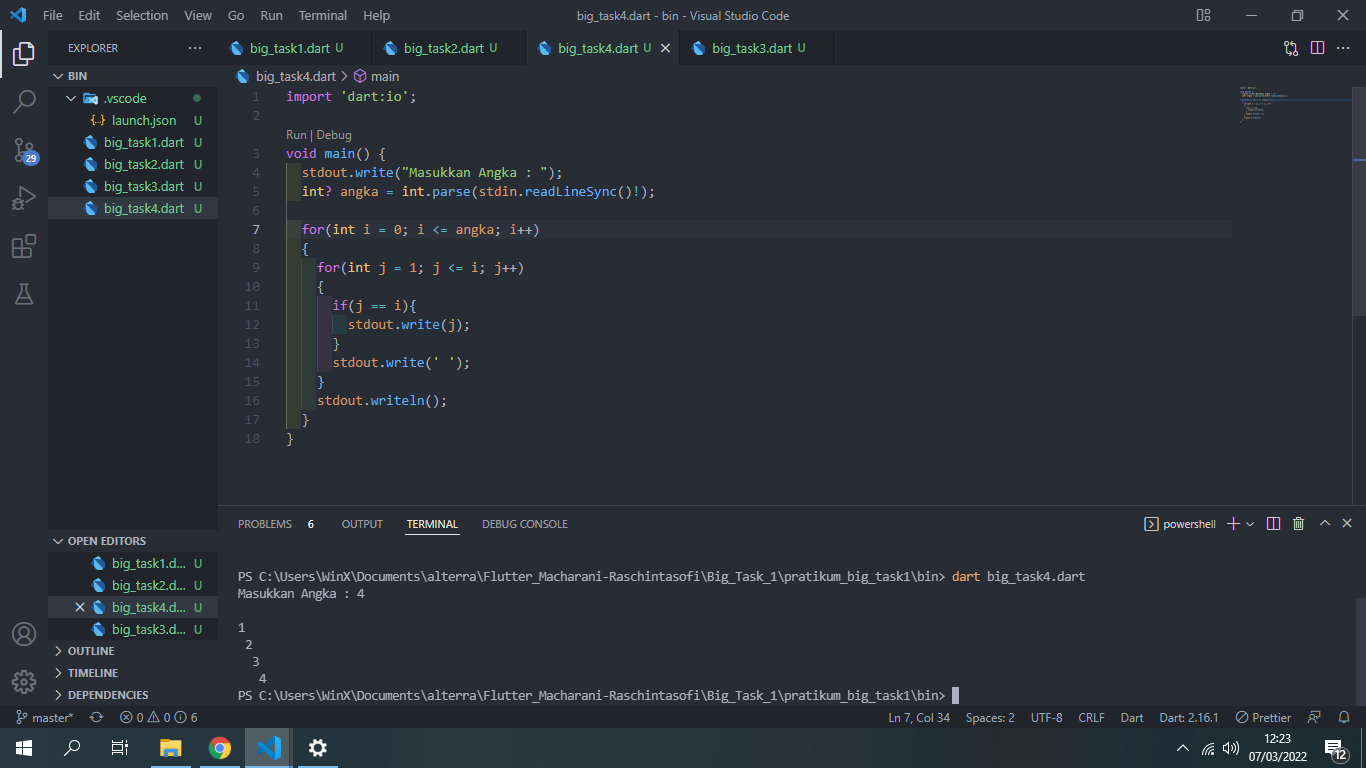 File Edit Selection View Go Run Terminal Help
big_task4.dart - bin - Visual Studio Code
EXPLORER
big_task1.dart U
big_task2.dart U
big_task4.dart U
big_task3.dart U
BIN
.vscode
launch.json U
big_task1.dart U
big_task2.dart U
big_task3.dart U
big_task4.dart U
29
big_task4.dart > main
1 import 'dart:io';
2
Run | Debug
3 void main() {
4 stdout.write("Masukkan Angka : ");
5 int? angka = int.parse(stdin.readLineSync()!);
6
7 for(int i = 0; i <= angka; i++)
8 {
9 for(int j = 1; j <= i; j++)
10 {
11 if(j == i){
12 stdout.write(j);
13 }
14 stdout.write(' ');
15 }
16 stdout.writeln();
17 }
18 }
OPEN EDITORS
big_task1.d... U
big_task2.d... U
big_task4.d... U
big_task3.d... U
OUTLINE
TIMELINE
DEPENDENCIES
PROBLEMS 6 OUTPUT TERMINAL DEBUG CONSOLE
powershell
PS C:\Users\WinX\Documents\alterra\Flutter_Macharani-Raschintasofi\Big_Task_1\pratikum_big_task1\bin> dart big_task4.dart
Masukkan Angka : 4
1
2
3
4
PS C:\Users\WinX\Documents\alterra\Flutter_Macharani-Raschintasofi\Big_Task_1\pratikum_big_task1\bin>
master* 0 0 6
Ln 7, Col 34 Spaces: 2 UTF-8 CRLF Dart Dart: 2.16.1 Prettier
12:23
07/03/2022
12